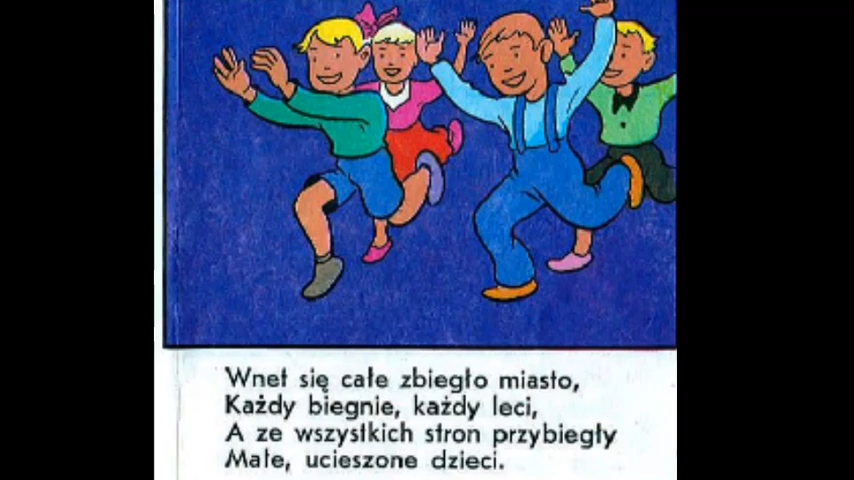 Wnet się całe zbiegło miasto,
Każdy biegnie, każdy leci,
A ze wszystkich stron przybiegły
Małe, ucieszone dzieci.